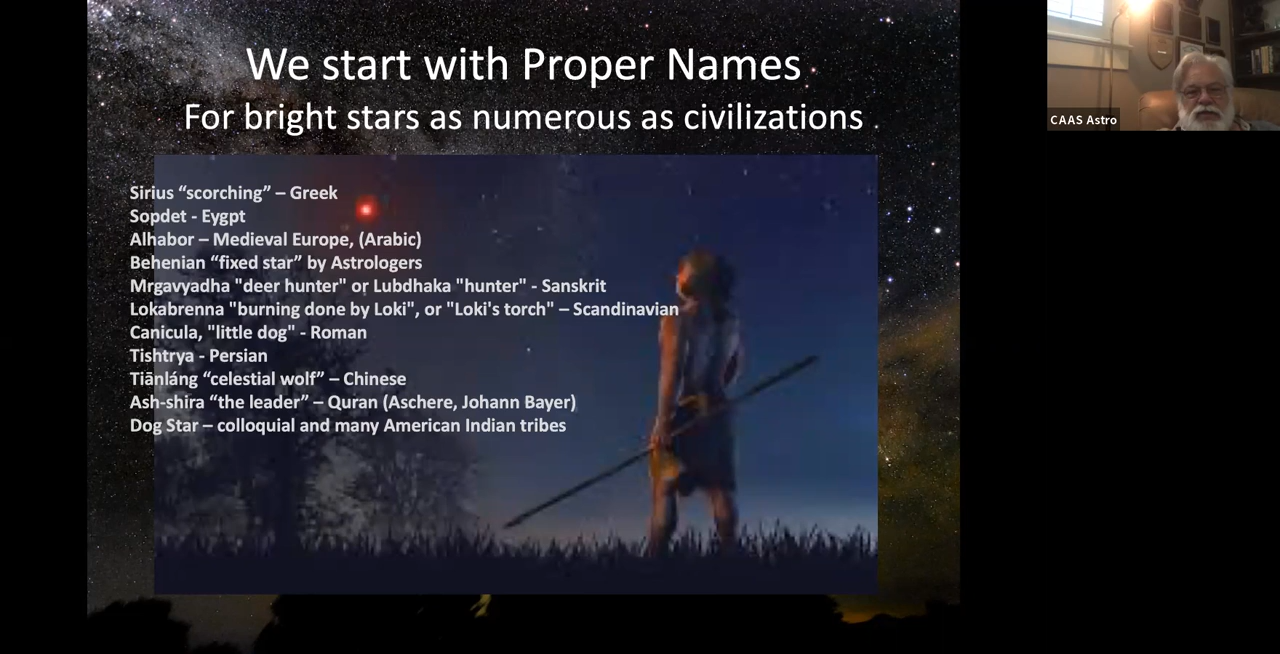 We start with Proper Names
For bright stars as numerous as civilizations
Sirius “scorching” – Greek
Sopdet - Eygpt
Alhabor – Medieval Europe, (Arabic)
Behenian “fixed star” by Astrologers
Mrgavyadha "deer hunter" or Lubdhaka "hunter" - Sanskrit
Lokabrenna "burning done by Loki", or "Loki's torch" – Scandinavian
Canicula, "little dog" - Roman
Tishtrya - Persian
Tiānláng “celestial wolf” – Chinese
Ash-shira “the leader” – Quran (Aschere, Johann Bayer)
Dog Star – colloquial and many American Indian tribes
CAAS Astro